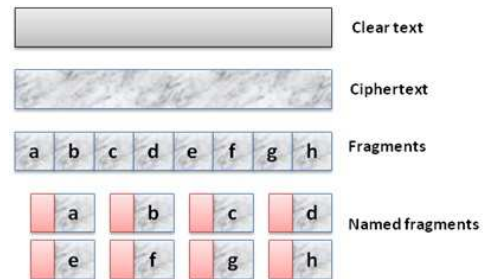 Clear text
Ciphertext
a b c d e f g h Fragments
a b c d
Named fragments
e f g h